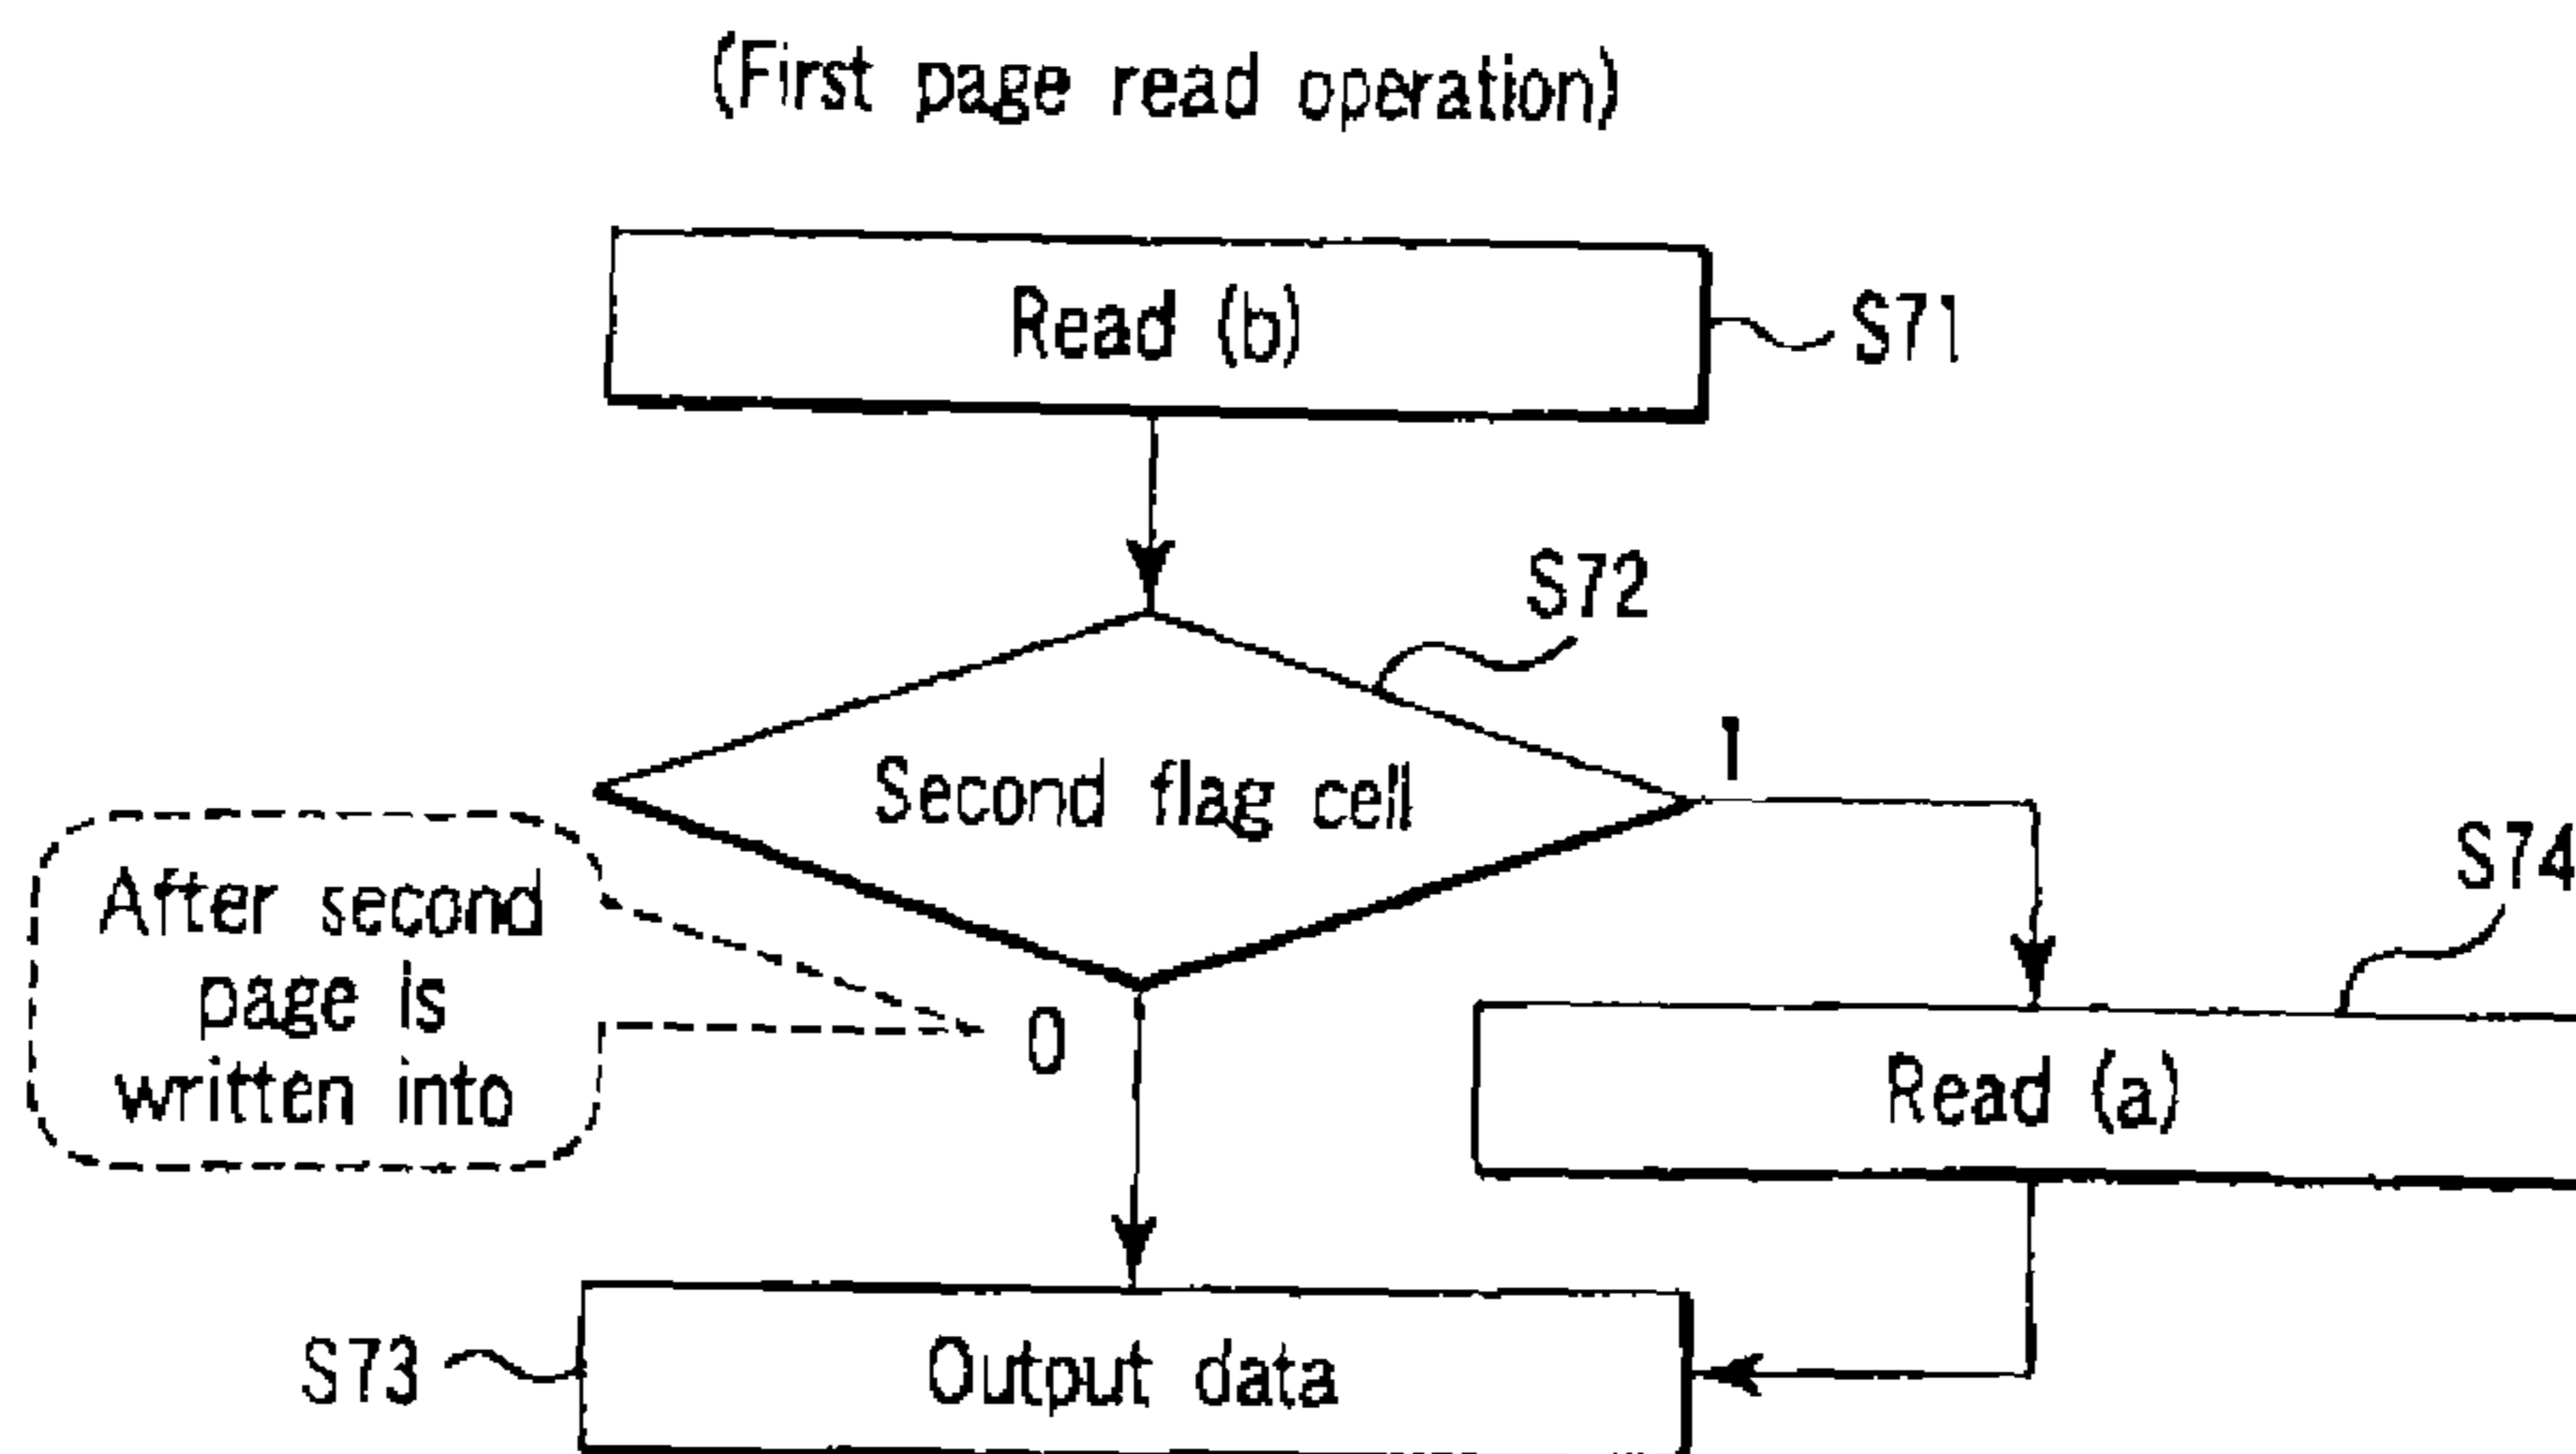 (First page read operation)
Read (b)
S71
S72
Second flag cell
1
S74
After second
page is
written into
0
Read (a)
S73
Output data